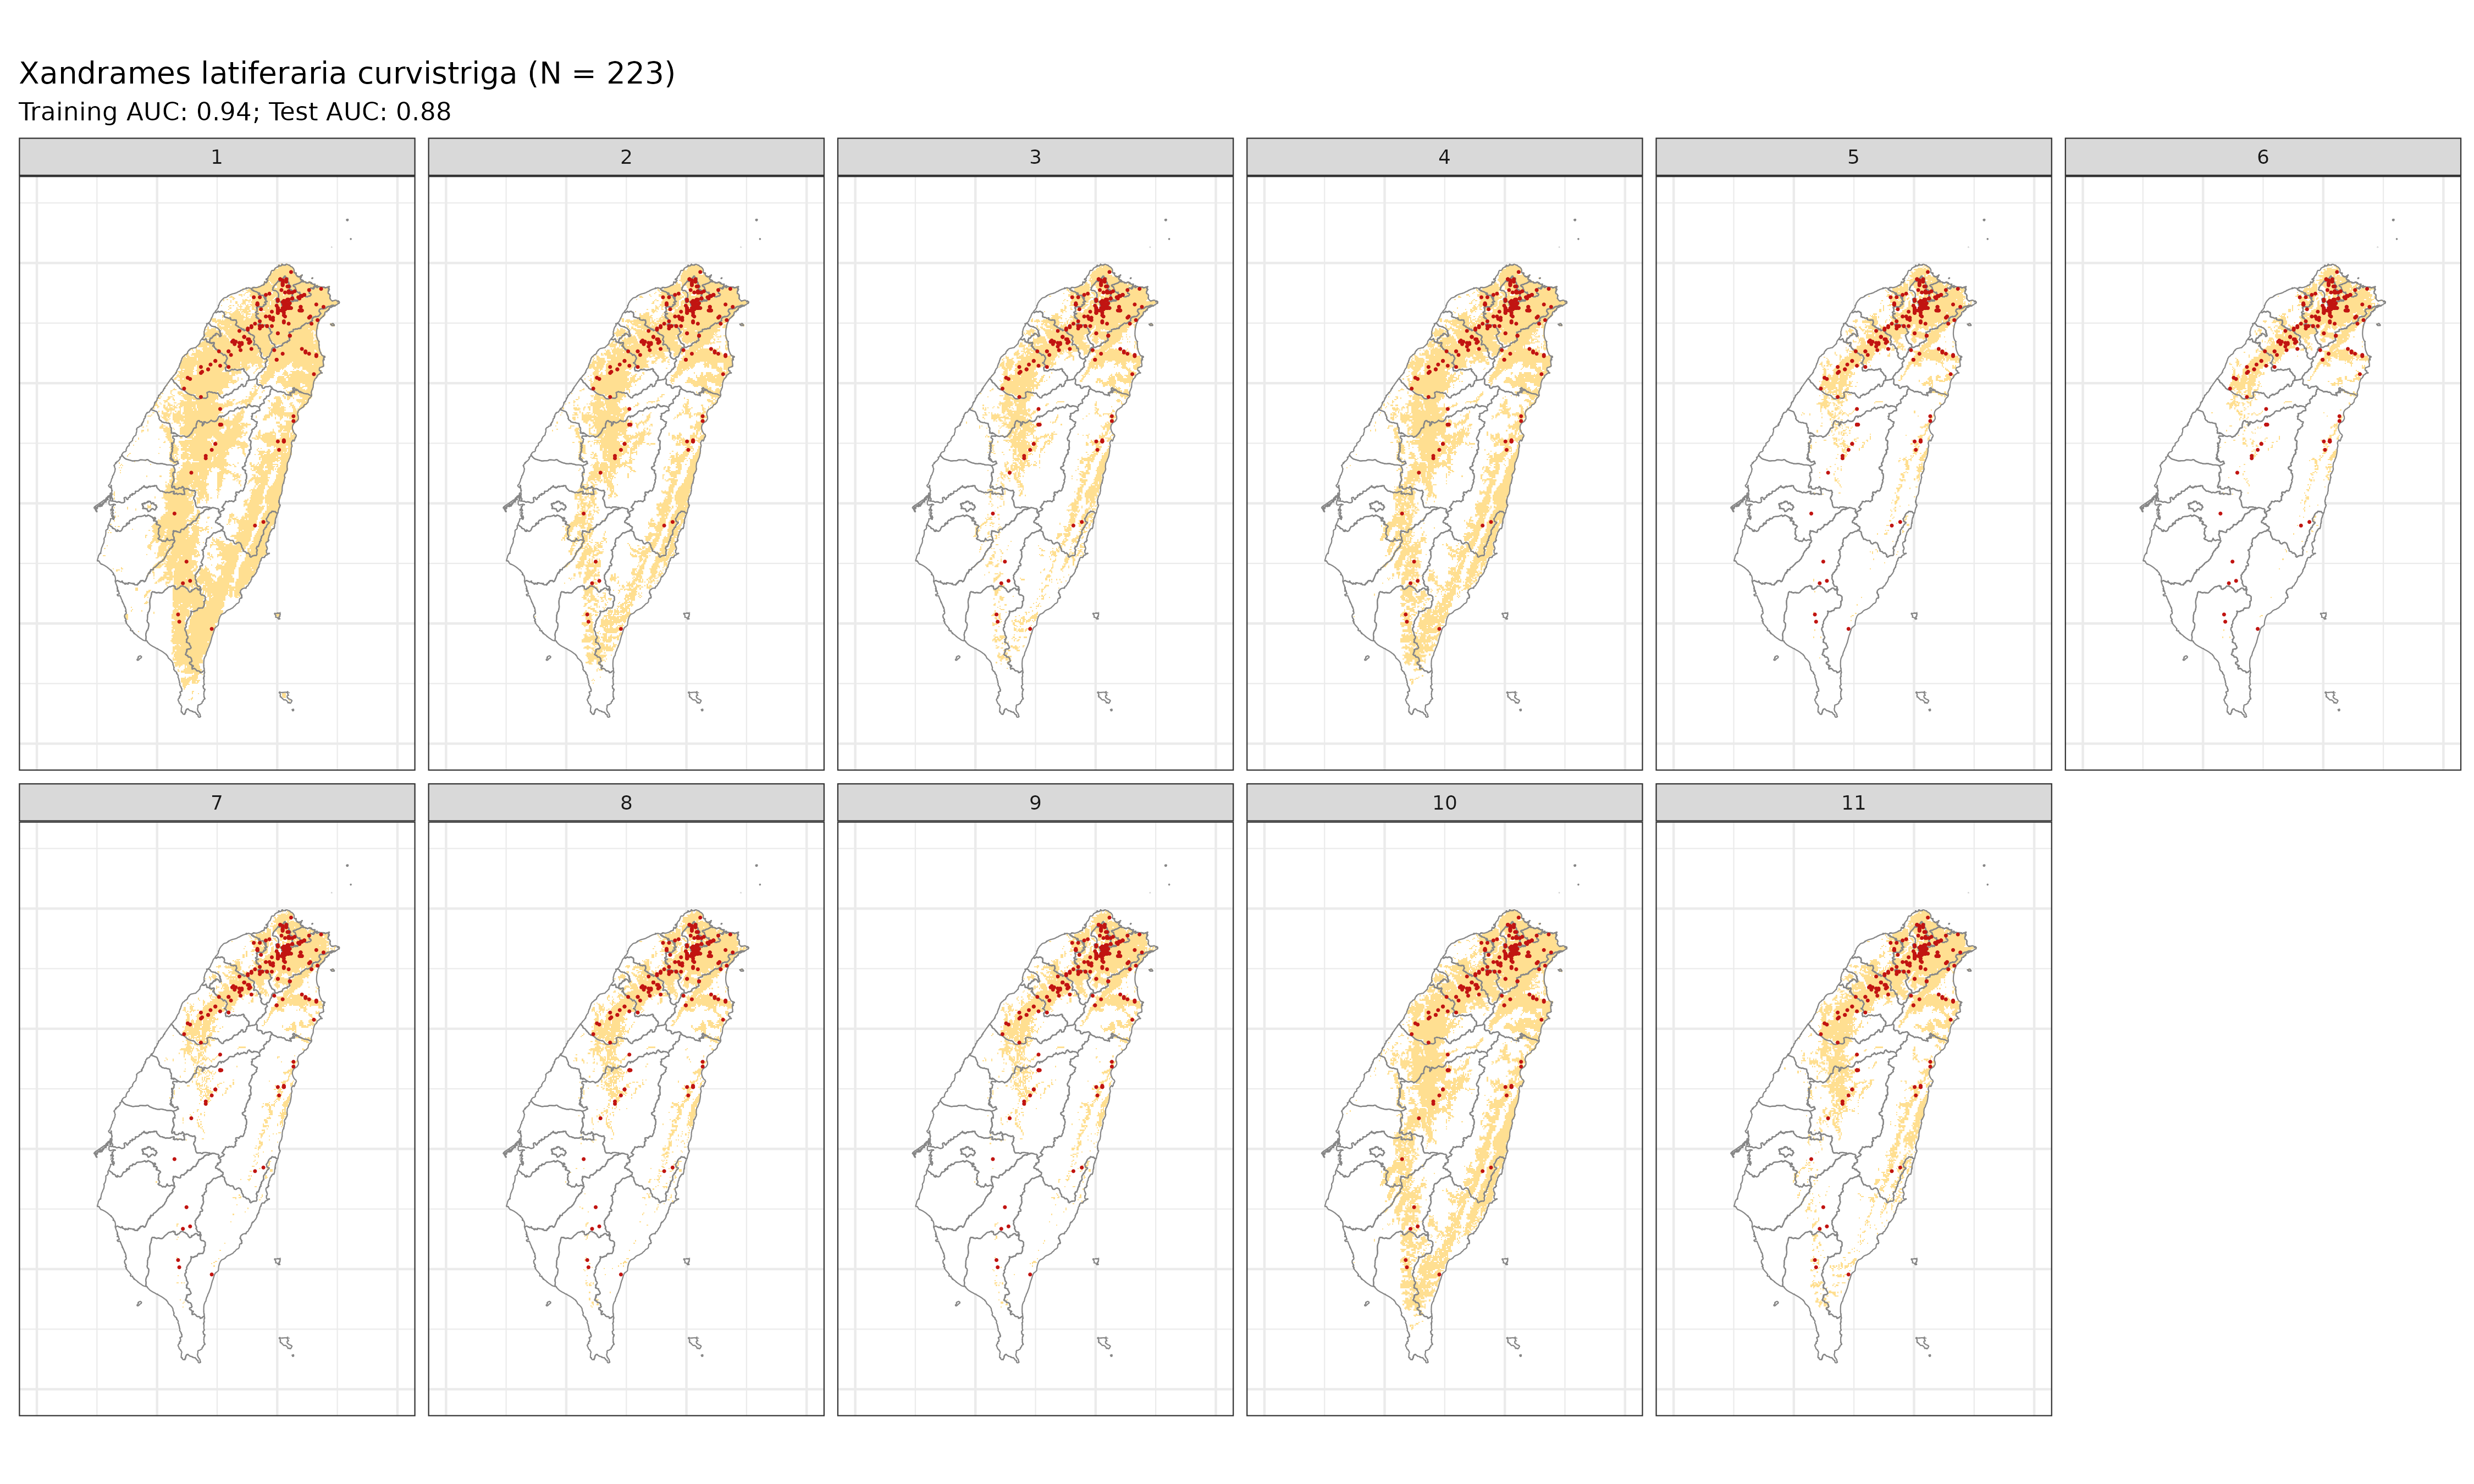 Xandrames latiferaria curvistriga (N = 223)
Training AUC: 0.94; Test AUC: 0.88
1 2 3 4 5 6
7 8 9 10 11